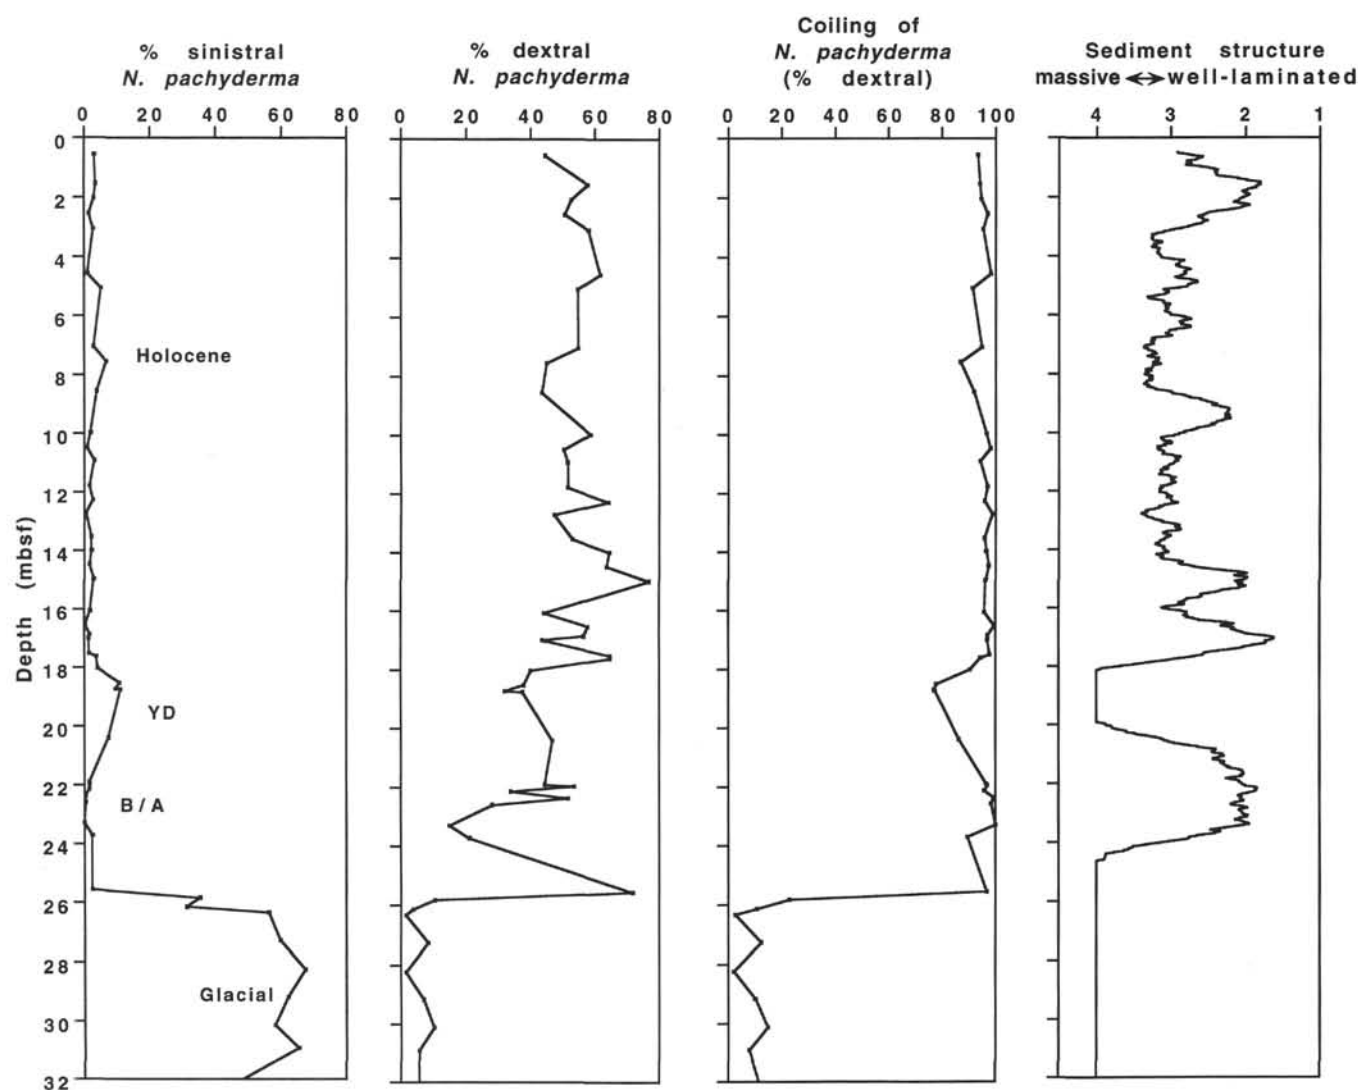 % sinistral
N. pachyderma
0 20 40 60 80
% dextral
N. pachyderma
0 20 40 60 80
Coiling of
N. pachyderma
(% dextral)
0 20 40 60 80 100
Sediment structure
massive ↔ well-laminated
4 3 2 1
Depth (mbsf)
0
2
4
6
8
10
12
14
16
18
20
22
24
26
28
30
32
Holocene
YD
B/A
Glacial